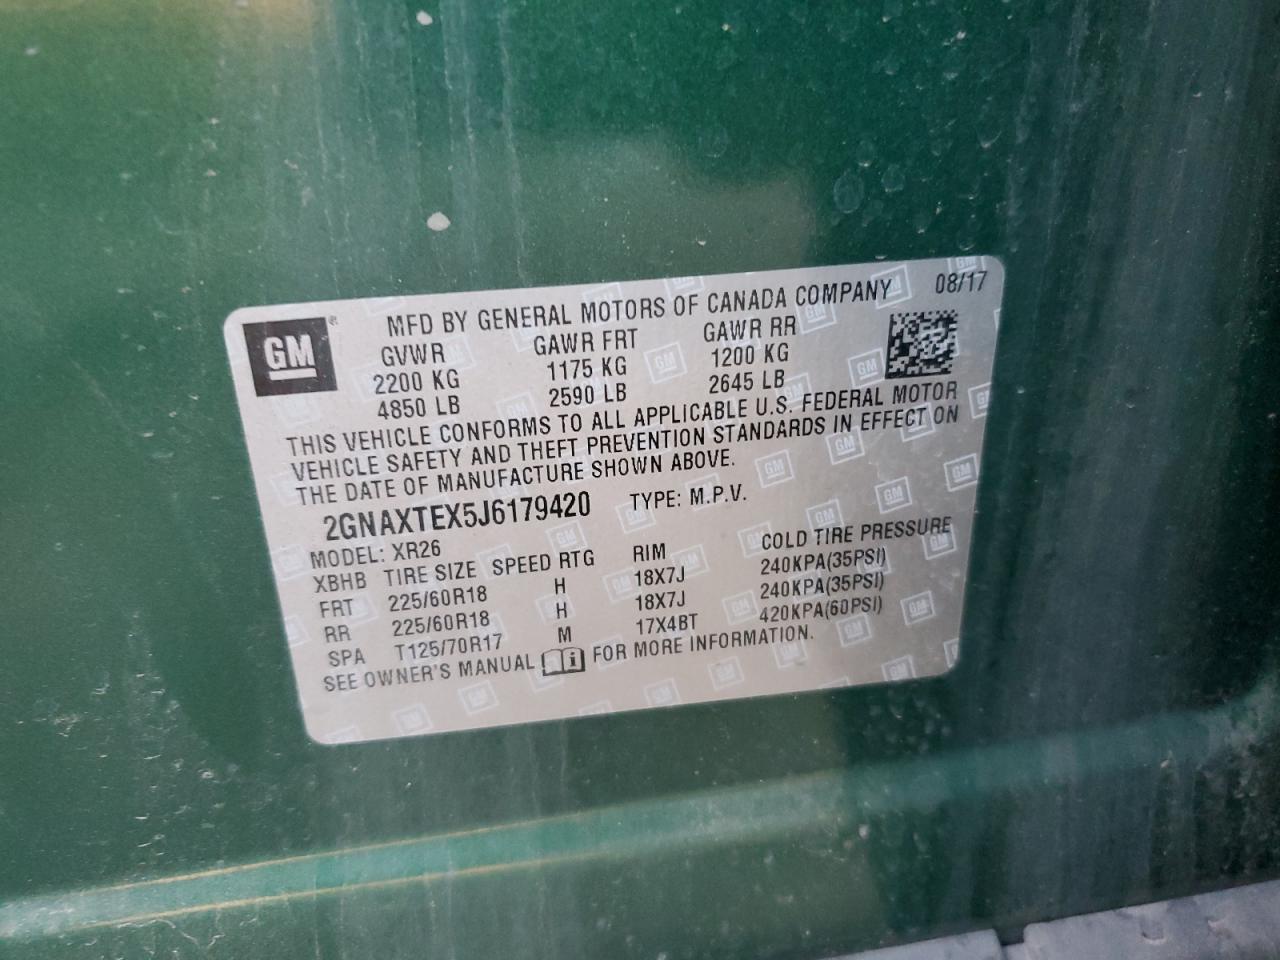 GM
MFD BY GENERAL MOTORS OF CANADA COMPANY 08/17
GVWR GAWR FRT GAWR RR
2200 KG 1175 KG 1200 KG
4850 LB 2590 LB 2645 LB
THIS VEHICLE CONFORMS TO ALL APPLICABLE U.S. FEDERAL MOTOR
VEHICLE SAFETY AND THEFT PREVENTION STANDARDS IN EFFECT ON
THE DATE OF MANUFACTURE SHOWN ABOVE.
2GNAXTEX5J6179420 TYPE: M.P.V.
MODEL: XR26
XBHB TIRE SIZE SPEED RTG RIM COLD TIRE PRESSURE
FRT 225/60R18 H 18X7J 240KPA(35PSI)
RR 225/60R18 H 18X7J 240KPA(35PSI)
SPA T125/70R17 M 17X4BT 420KPA(60PSI)
SEE OWNER'S MANUAL FOR MORE INFORMATION.